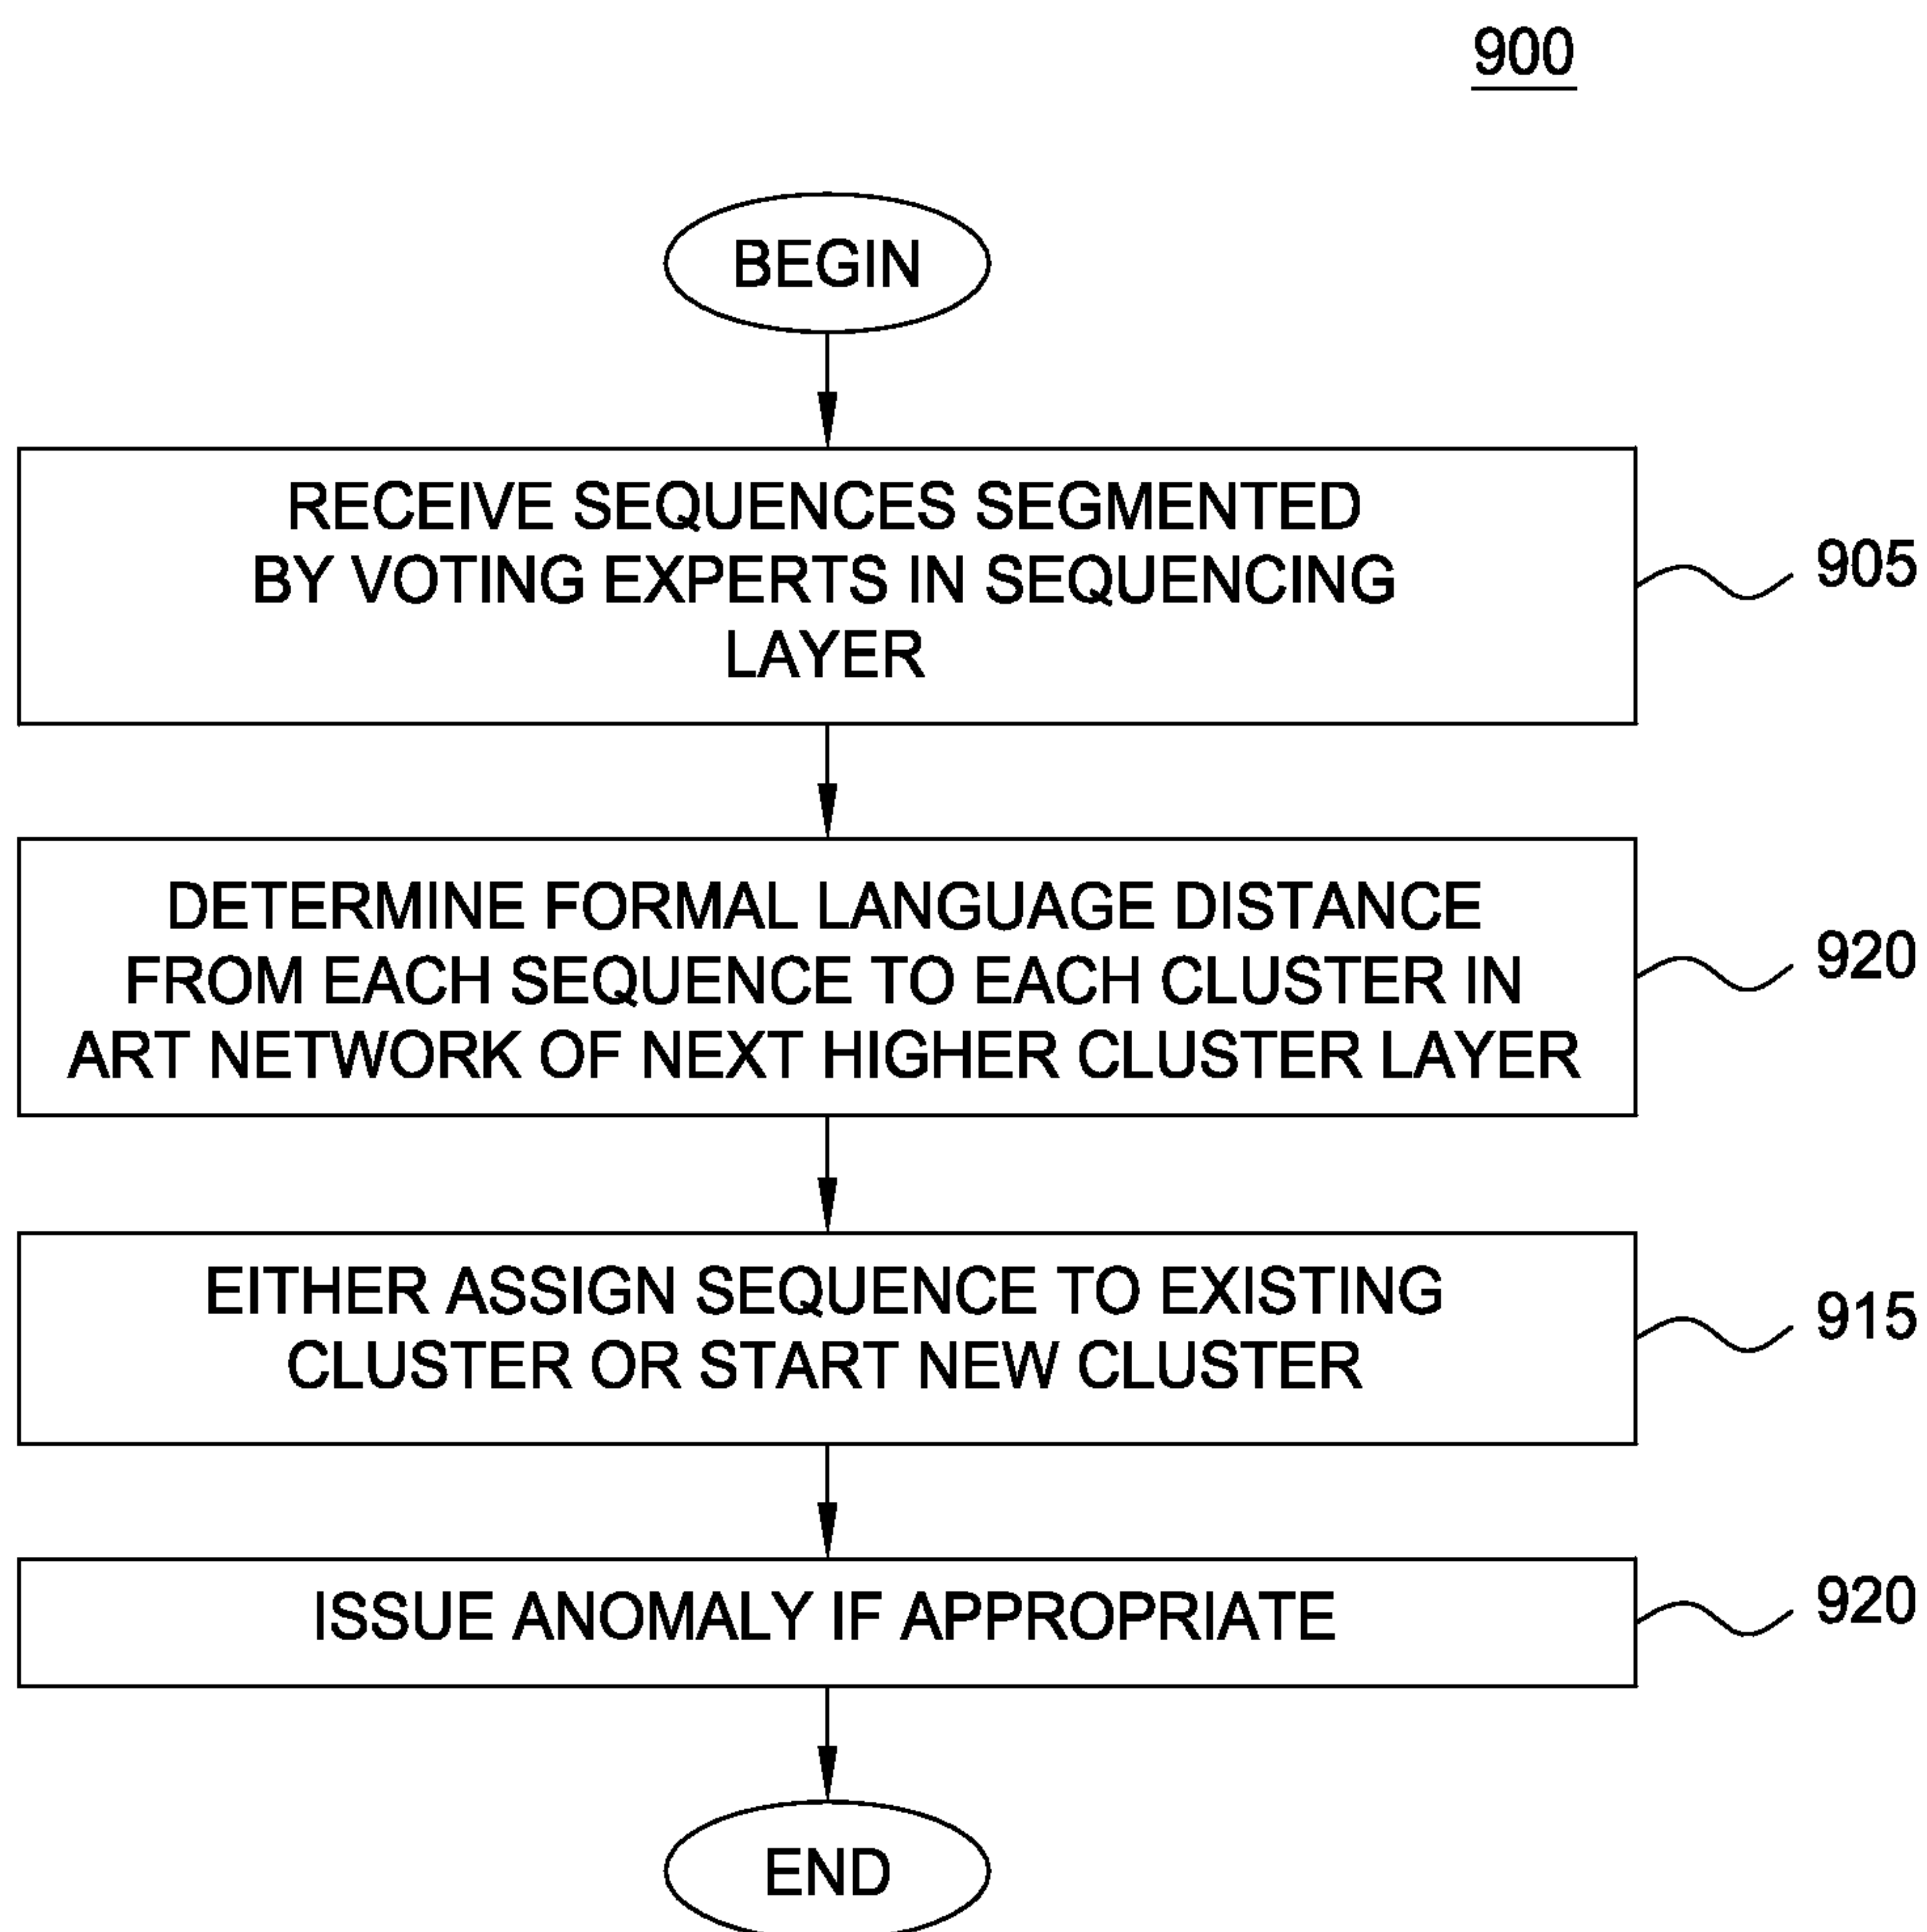 900
BEGIN
RECEIVE SEQUENCES SEGMENTED
BY VOTING EXPERTS IN SEQUENCING
LAYER
905
DETERMINE FORMAL LANGUAGE DISTANCE
FROM EACH SEQUENCE TO EACH CLUSTER IN
ART NETWORK OF NEXT HIGHER CLUSTER LAYER
920
EITHER ASSIGN SEQUENCE TO EXISTING
CLUSTER OR START NEW CLUSTER
915
ISSUE ANOMALY IF APPROPRIATE
920
END